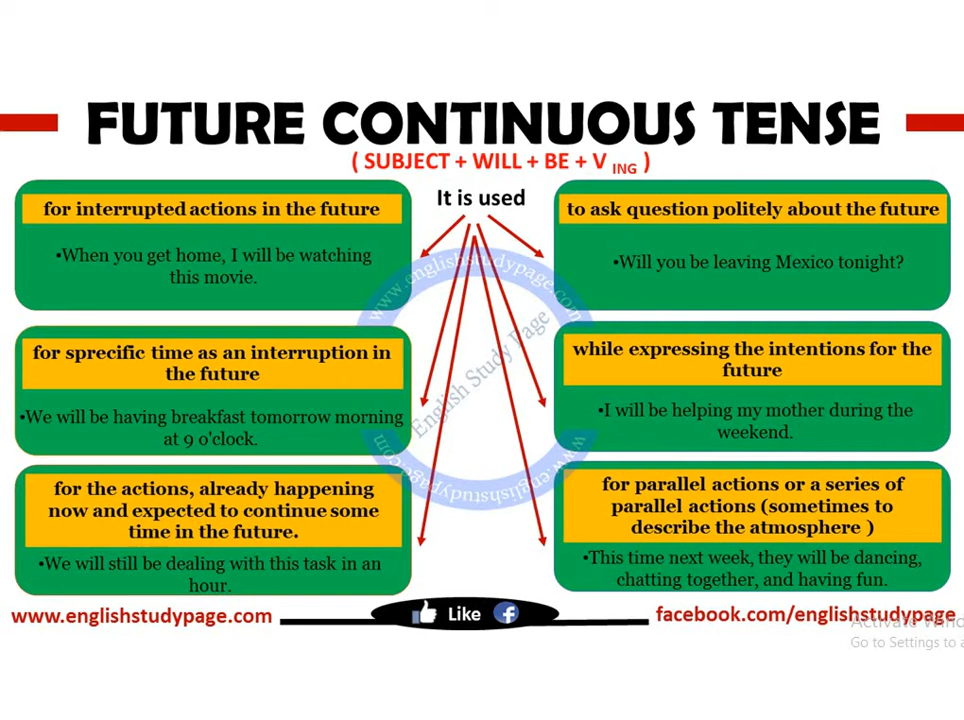 FUTURE CONTINUOUS TENSE
( SUBJECT + WILL + BE + V ING )
It is used
for interrupted actions in the future
•When you get home, I will be watching
this movie.
for sprecific time as an interruption in
the future
•We will be having breakfast tomorrow morning
at 9 o'clock.
for the actions, already happening
now and expected to continue some
time in the future.
•We will still be dealing with this task in an
hour.
to ask question politely about the future
•Will you be leaving Mexico tonight?
while expressing the intentions for the
future
•I will be helping my mother during the
weekend.
for parallel actions or a series of
parallel actions (sometimes to
describe the atmosphere )
•This time next week, they will be dancing,
chatting together, and having fun.
www.englishstudypage.com
English Study Page
www.englishstudypage.com
www.englishstudypage.com
Like
facebook.com/englishstudypage
Activate Wind
Go to Settings to a